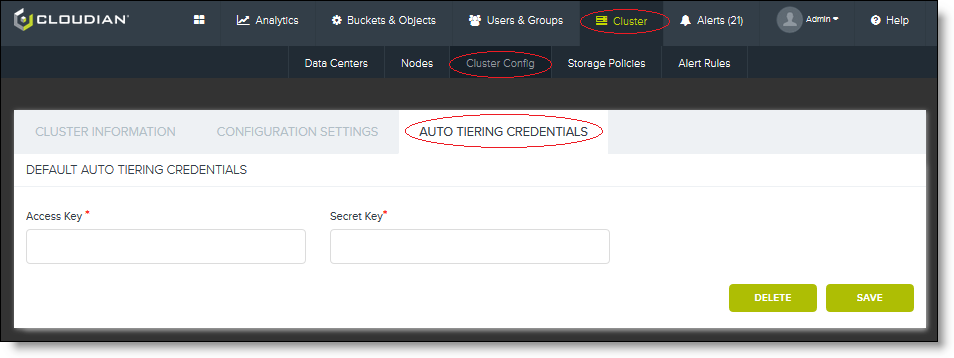 CLOUDIAN® Analytics Buckets & Objects Users & Groups Cluster Alerts (21) Admin Help
Data Centers Nodes Cluster Config Storage Policies Alert Rules
CLUSTER INFORMATION CONFIGURATION SETTINGS AUTO TIERING CREDENTIALS
DEFAULT AUTO TIERING CREDENTIALS
Access Key * Secret Key*
DELETE SAVE